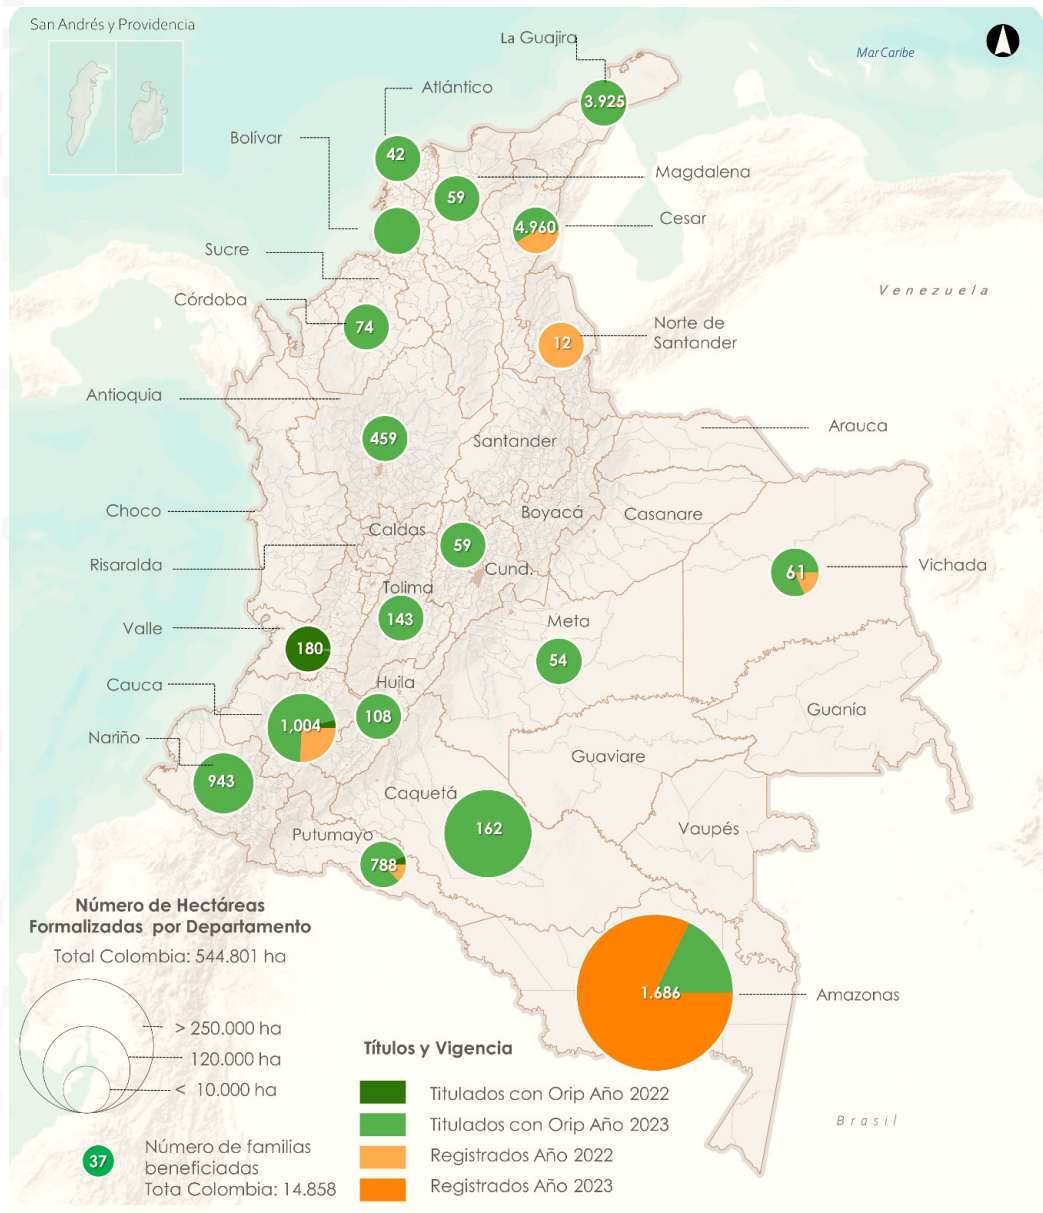 San Andrés y Providencia
La Guajira
Mar Caribe
Atlántico
3.925
Bolívar
42
Magdalena
59
Cesar
4.960
Sucre
Venezuela
Córdoba
74
Norte de
Santander
12
Antioquia
459
Santander
Arauca
Choco
Boyacá
Casanare
Caldas
Risaralda
59
Cund.
61
Vichada
Tolima
143
Valle
Meta
180
54
Cauca
Huila
108
1,004
Guanía
Nariño
943
Guaviare
Caquetá
162
Vaupés
Putumayo
788
Número de Hectáreas
Formalizadas por Departamento
Total Colombia: 544.801 ha
1.686
Amazonas
> 250.000 ha
120.000 ha
< 10.000 ha
Títulos y Vigencia
Titulados con Orip Año 2022
Titulados con Orip Año 2023
Registrados Año 2022
Registrados Año 2023
Brasil
37
Número de familias
beneficiadas
Tota Colombia: 14.858